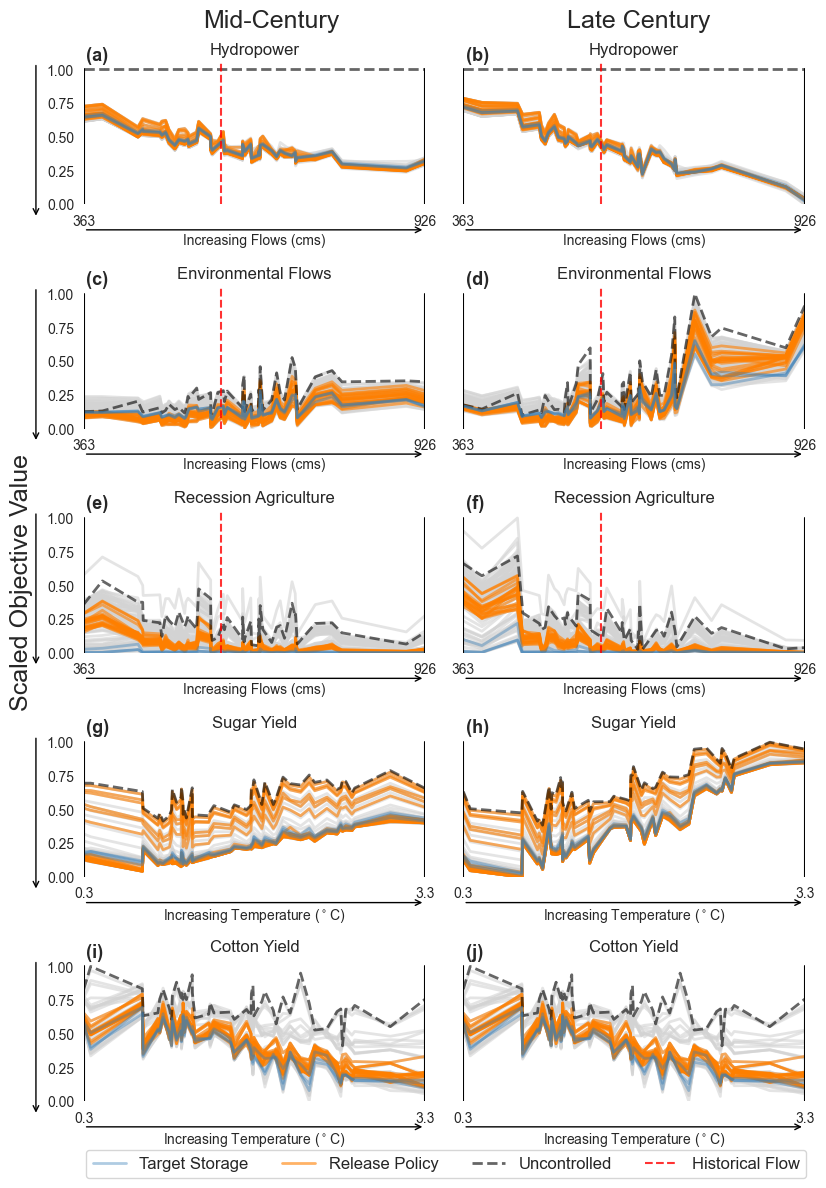 Mid-Century Late Century
(a) Hydropower (b) Hydropower
1.00
0.75
0.50
0.25
0.00
363 926 363 926
Increasing Flows (cms) Increasing Flows (cms)
(c) Environmental Flows (d) Environmental Flows
1.00
0.75
0.50
0.25
0.00
363 926 363 926
Increasing Flows (cms) Increasing Flows (cms)
Scaled Objective Value
(e) Recession Agriculture (f) Recession Agriculture
1.00
0.75
0.50
0.25
0.00
363 926 363 926
Increasing Flows (cms) Increasing Flows (cms)
(g) Sugar Yield (h) Sugar Yield
1.00
0.75
0.50
0.25
0.00
0.3 3.3 0.3 3.3
Increasing Temperature (°C) Increasing Temperature (°C)
(i) Cotton Yield (j) Cotton Yield
1.00
0.75
0.50
0.25
0.00
0.3 3.3 0.3 3.3
Increasing Temperature (°C) Increasing Temperature (°C)
Target Storage Release Policy Uncontrolled Historical Flow